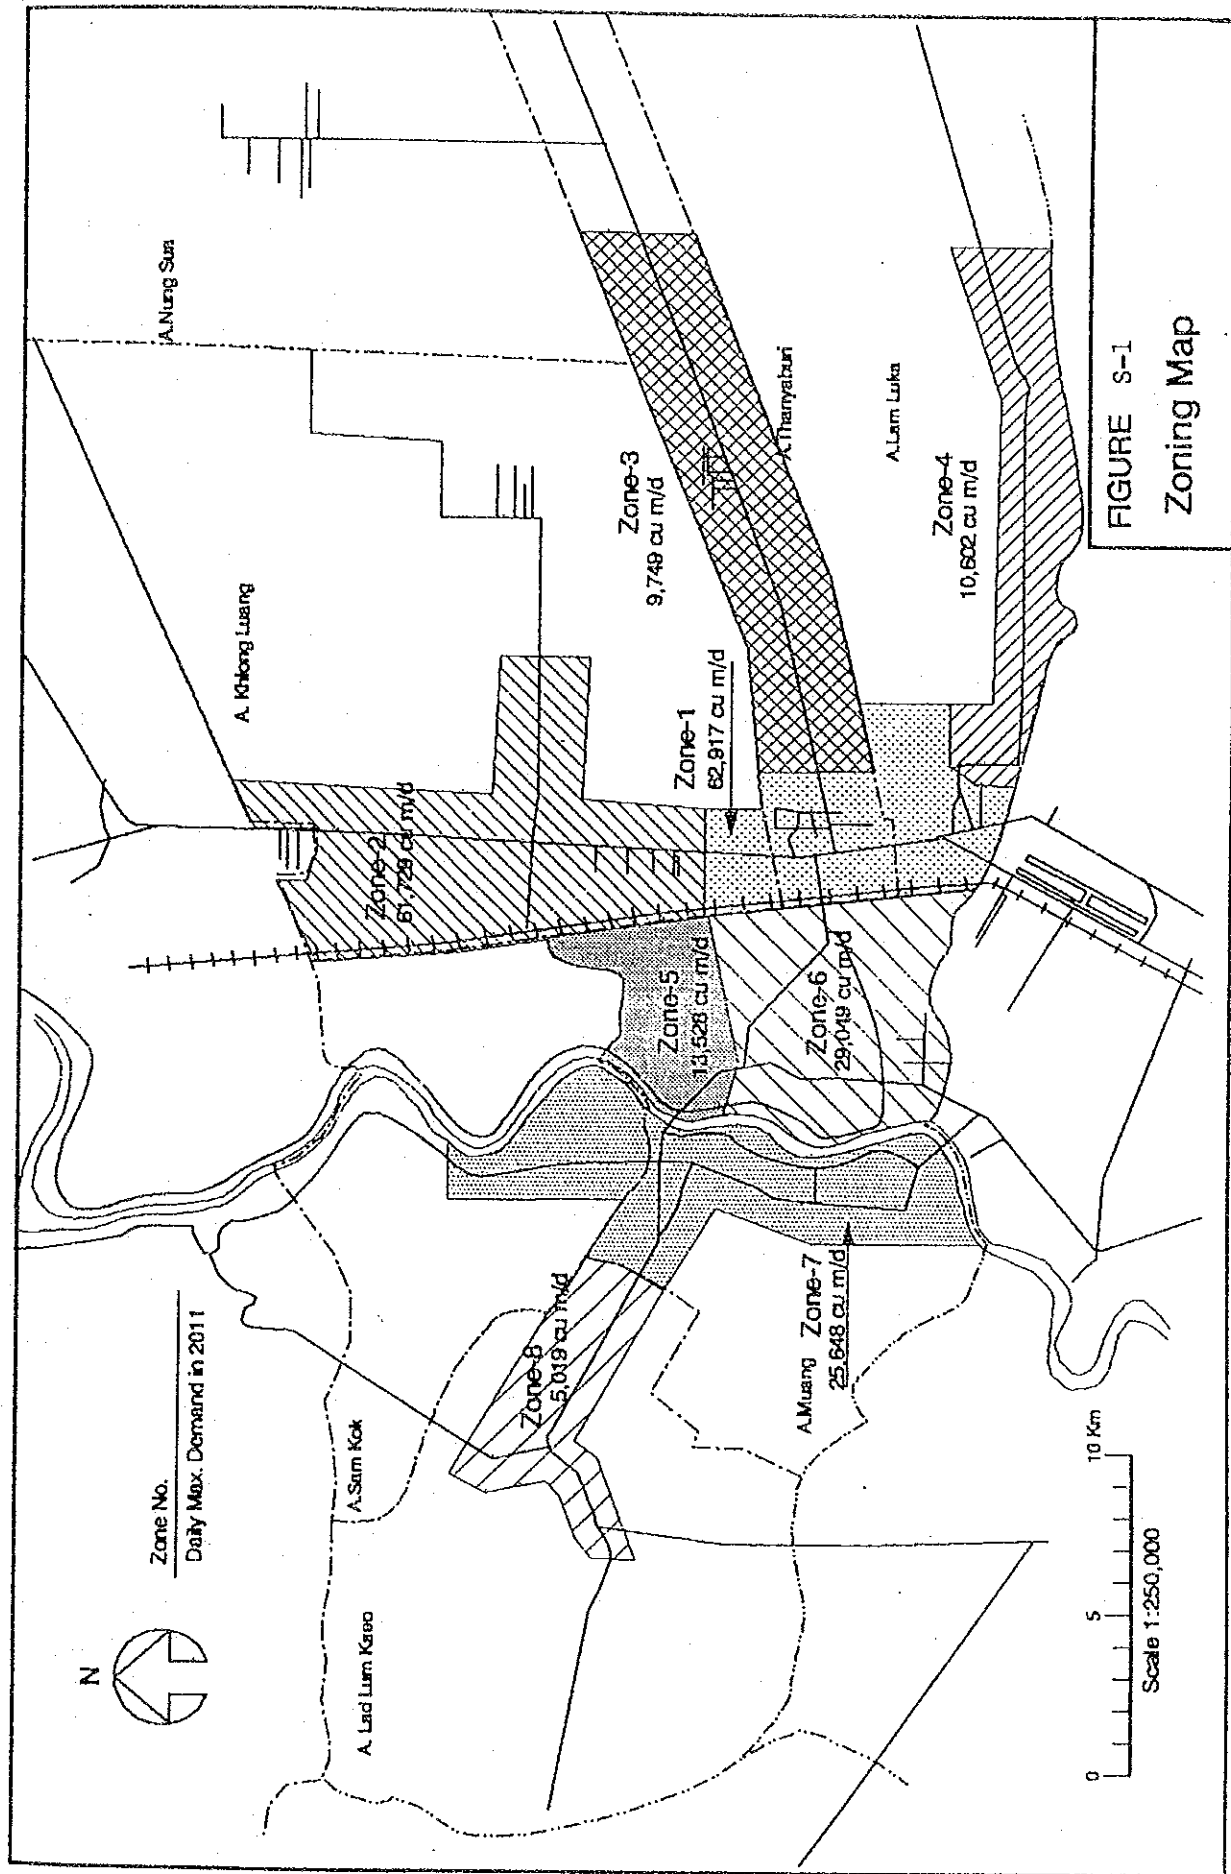 N
Zone No.
Daily Max. Demand in 2011
A. Lad Lum Kaeo
A.Sam Kok
A. Khlong Luang
A.Nung Sua
Zone-2
61,729 cu m/d
Zone-8
5,019 cu m/d
Zone-5
13,528 cu m/d
Zone-1
62,917 cu m/d
Zone-3
9,749 cu m/d
A.Thanyaburi
Zone-6
29,049 cu m/d
A.Muang
Zone-7
25,648 cu m/d
A.Lam Luka
Zone-4
10,602 cu m/d
0 5 10 Km
Scale 1:250,000
FIGURE S-1
Zoning Map